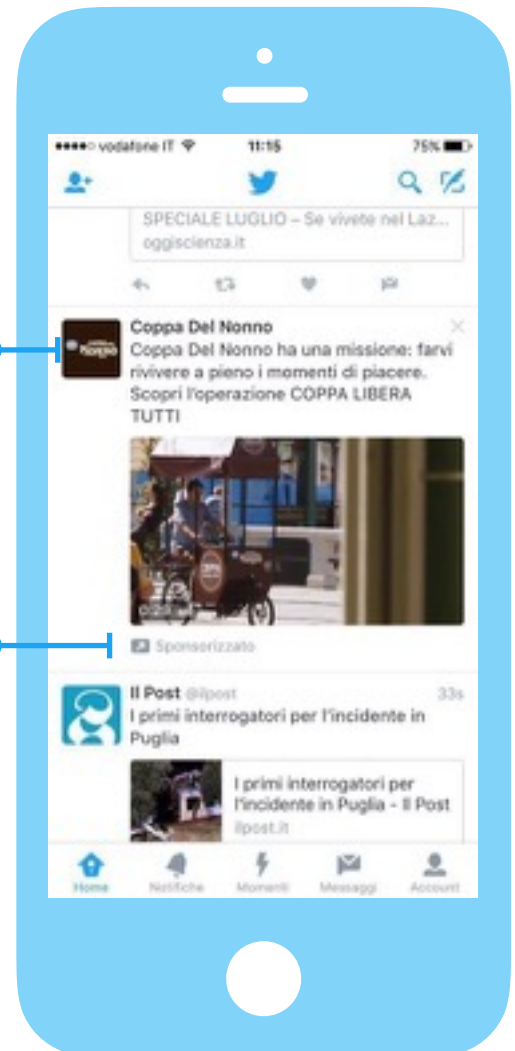 vodafone IT 11:15 75%
SPECIALE LUGLIO – Se vivete nel Laz...
oggiscienza.it
Coppa Del Nonno
Coppa Del Nonno ha una missione: farvi
rivivere a pieno i momenti di piacere.
Scopri l'operazione COPPA LIBERA
TUTTI
Sponsorizzato
Il Post @ilpost 33s
I primi interrogatori per l'incidente in
Puglia
I primi interrogatori per
l'incidente in Puglia - Il Post
ilpost.it
Home Notifiche Momenti Messaggi Account